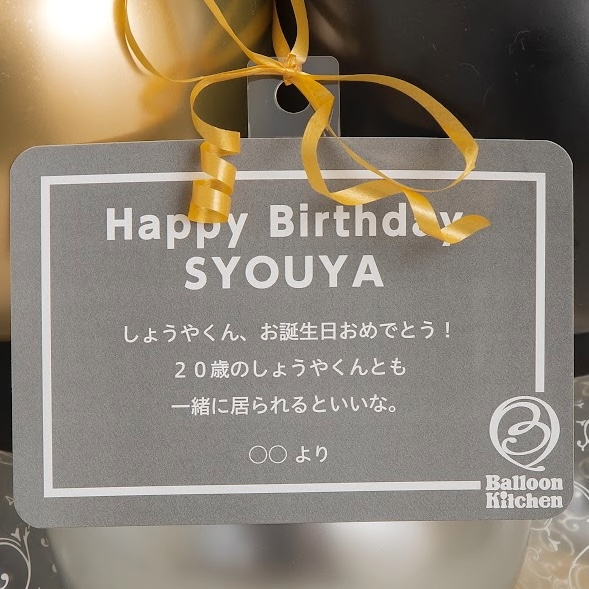 Happy Birthday
SYOUYA
しょうやくん、お誕生日おめでとう！
２０歳のしょうやくんとも
一緒に居られるといいな。
○○ より
Balloon
Kitchen